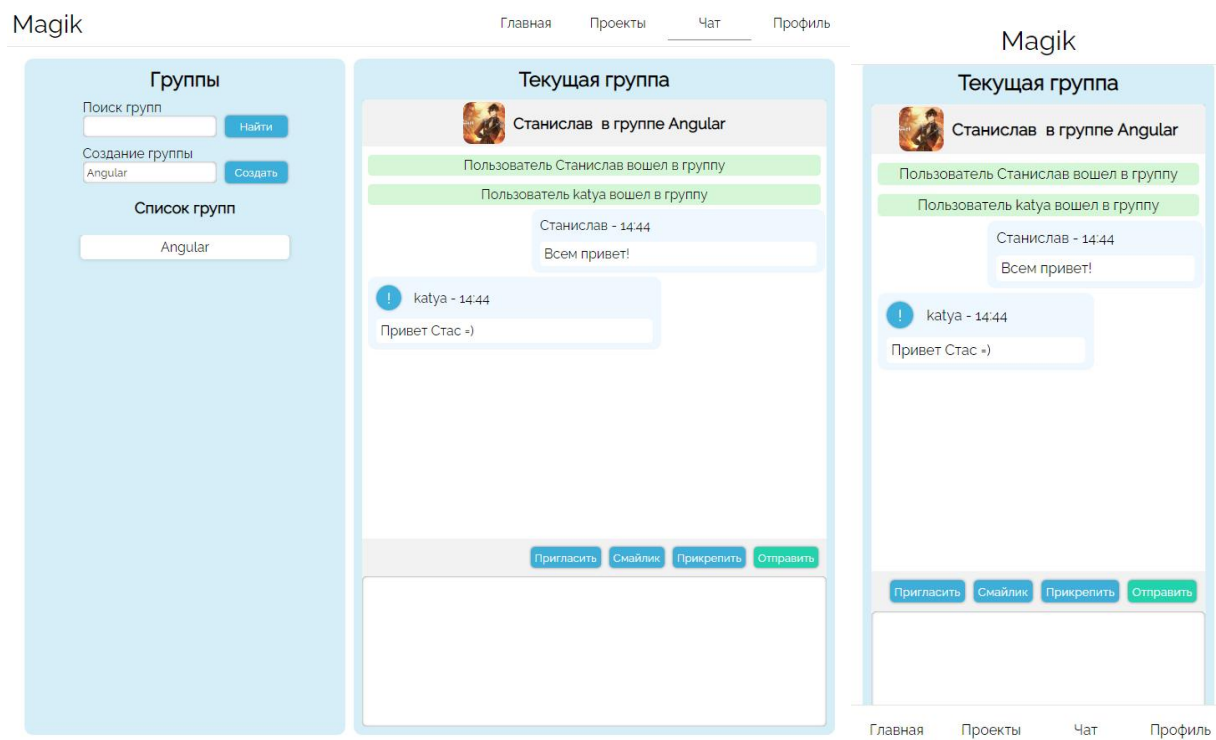 Magik
Главная Проекты Чат Профиль
Группы
Поиск групп
Найти
Создание группы
Angular Создать
Список групп
Angular
Текущая группа
Станислав в группе Angular
Пользователь Станислав вошел в группу
Пользователь katya вошел в группу
Станислав - 14:44
Всем привет!
! katya - 14:44
Привет Стас =)
Пригласить Смайлик Прикрепить Отправить
Magik
Текущая группа
Станислав в группе Angular
Пользователь Станислав вошел в группу
Пользователь katya вошел в группу
Станислав - 14:44
Всем привет!
! katya - 14:44
Привет Стас =)
Пригласить Смайлик Прикрепить Отправить
Главная Проекты Чат Профиль